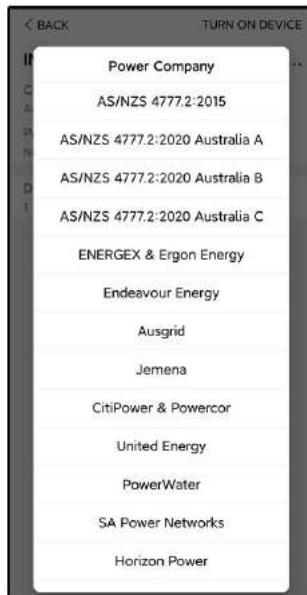 < BACK TURN ON DEVICE
Power Company
AS/NZS 4777.2:2015
AS/NZS 4777.2:2020 Australia A
AS/NZS 4777.2:2020 Australia B
AS/NZS 4777.2:2020 Australia C
ENERGEX & Ergon Energy
Endeavour Energy
Ausgrid
Jemena
CitiPower & Powercor
United Energy
PowerWater
SA Power Networks
Horizon Power